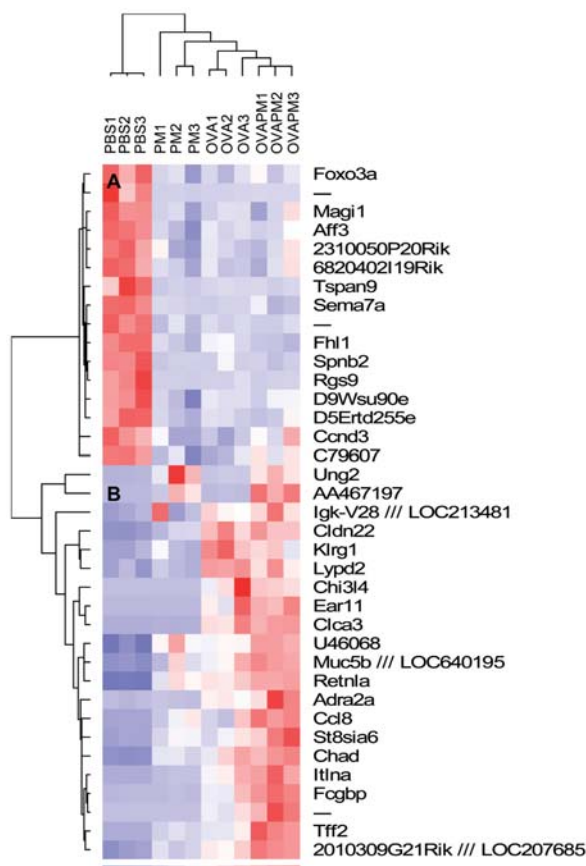 PBS1
PBS2
PBS3
PM1
PM2
PM3
OVA1
OVA2
OVA3
OVAPM1
OVAPM2
OVAPM3
A
Foxo3a
—
Magi1
Aff3
2310050P20Rik
6820402I19Rik
Tspan9
Sema7a
—
Fhl1
Spnb2
Rgs9
D9Wsu90e
D5Ertd255e
Ccnd3
C79607
Ung2
B
AA467197
Igk-V28 /// LOC213481
Cldn22
Klrg1
Lypd2
Chi3l4
Ear11
Clca3
U46068
Muc5b /// LOC640195
Retnla
Adra2a
Ccl8
St8sia6
Chad
Itlna
Fcgbp
—
Tff2
2010309G21Rik /// LOC207685